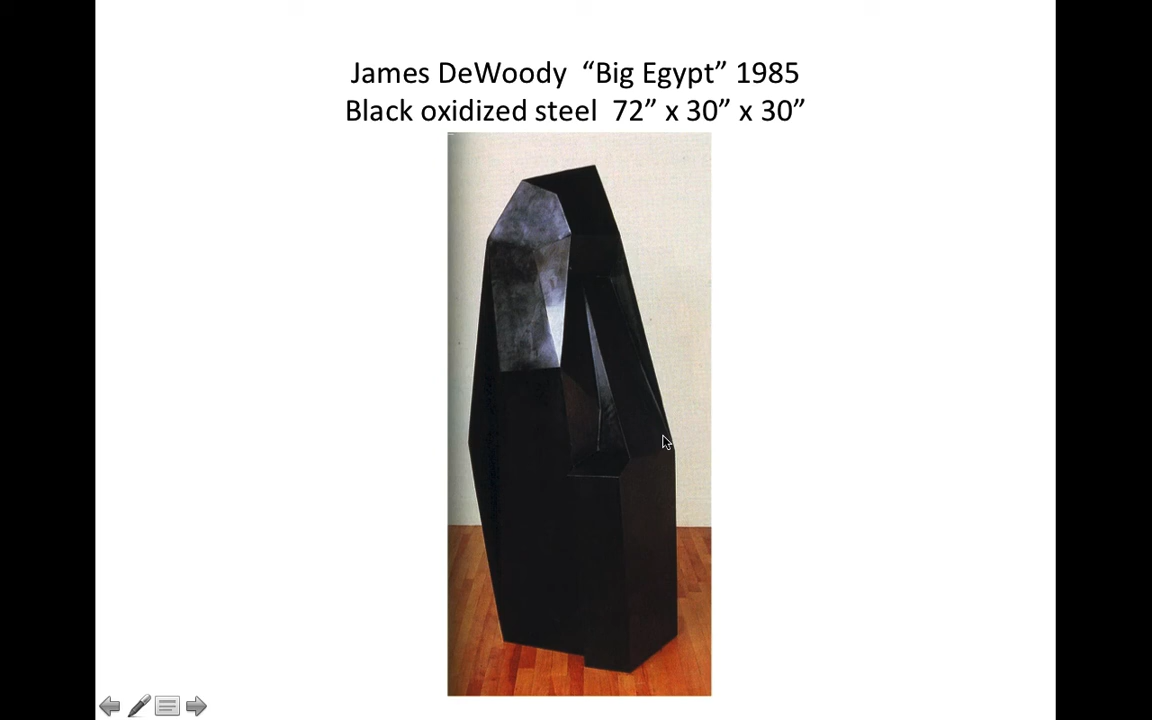 James DeWoody “Big Egypt” 1985
Black oxidized steel 72” x 30” x 30”